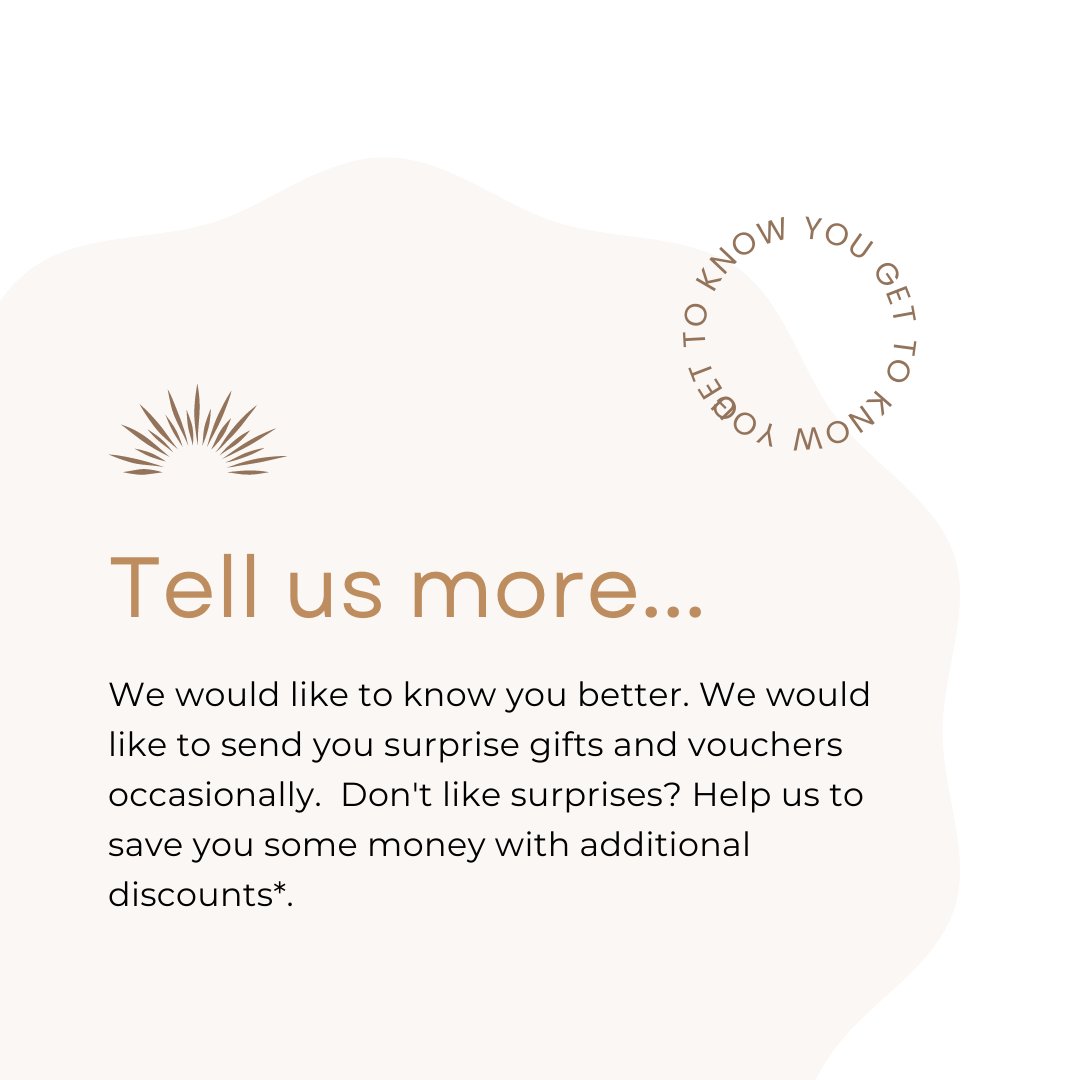 GET TO KNOW YOU GET TO KNOW YOU
Tell us more...
We would like to know you better. We would
like to send you surprise gifts and vouchers
occasionally.  Don't like surprises? Help us to
save you some money with additional
discounts*.